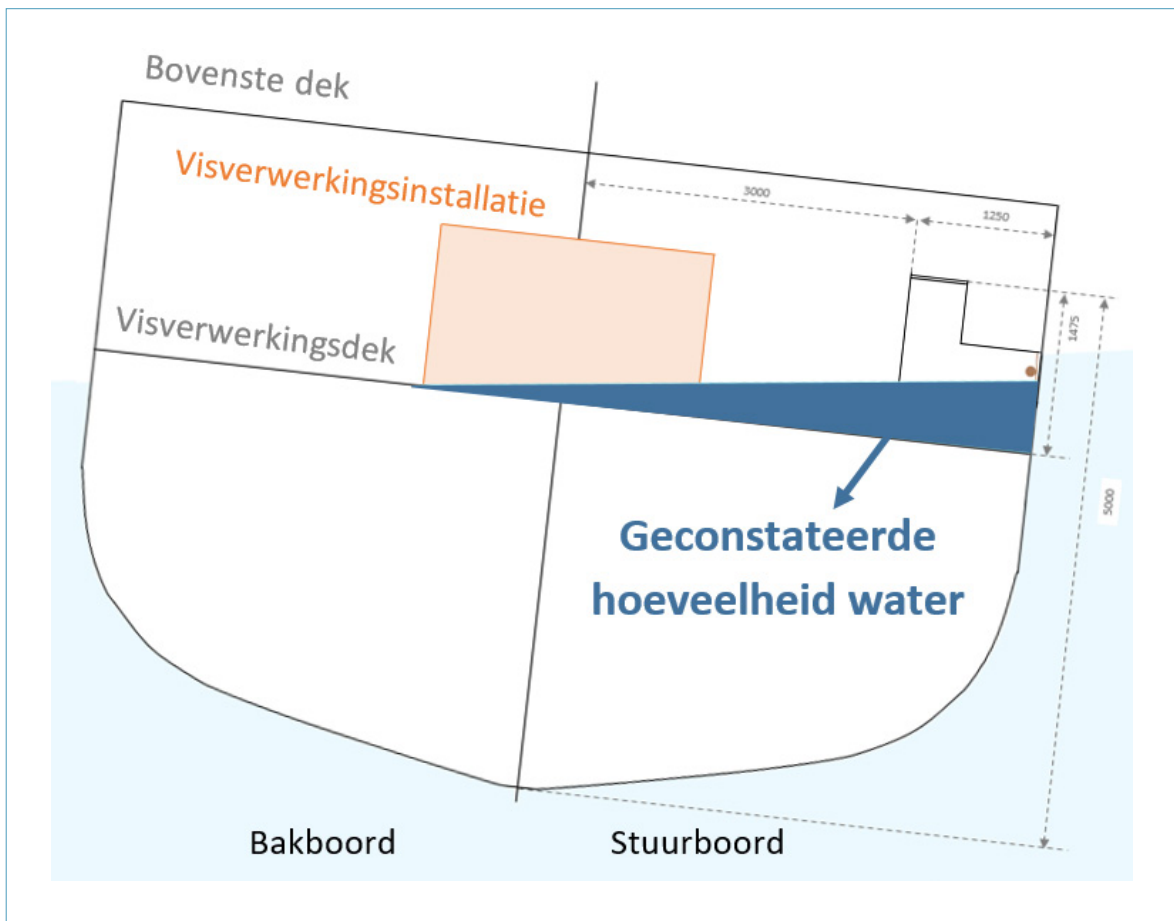 Bovenste dek
Visverwerkingsinstallatie
3000
1250
Visverwerkingsdek
1475
5000
Geconstateerde
hoeveelheid water
Bakboord
Stuurboord